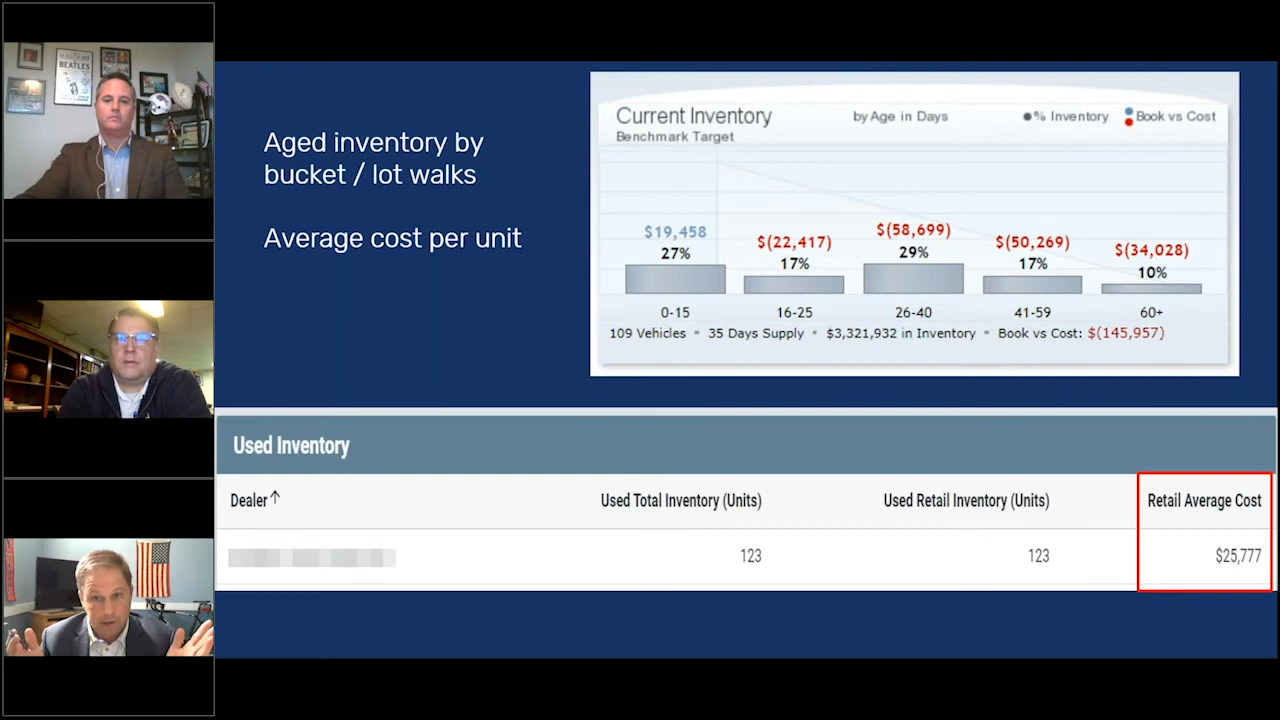 BEATLES
Aged inventory by
bucket / lot walks
Average cost per unit
Current Inventory
by Age in Days
% Inventory
Book vs Cost
Benchmark Target
$19,458
27%
$(22,417)
17%
$(58,699)
29%
$(50,269)
17%
$(34,028)
10%
0-15
16-25
26-40
41-59
60+
109 Vehicles 35 Days Supply $3,321,932 in Inventory Book vs Cost: $(145,957)
Used Inventory
Dealer↑
Used Total Inventory (Units)
Used Retail Inventory (Units)
Retail Average Cost
123
123
$25,777